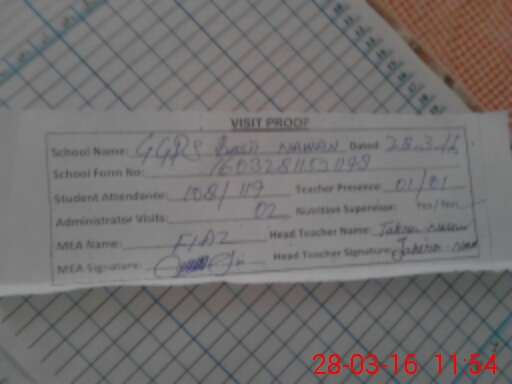 VISIT PROOF
School Name: GGPS Basti NAWAN Dated: 28.3.16
School Form No:
Student Attendance: 108/119 Teacher Presence: 01/01
Administrator Visits: 02 Nutrition Supervisor: Yes / No
MEA Name: FIAZ Head Teacher Name:
MEA Signature: Head Teacher Signature:
28-03-16 11:54